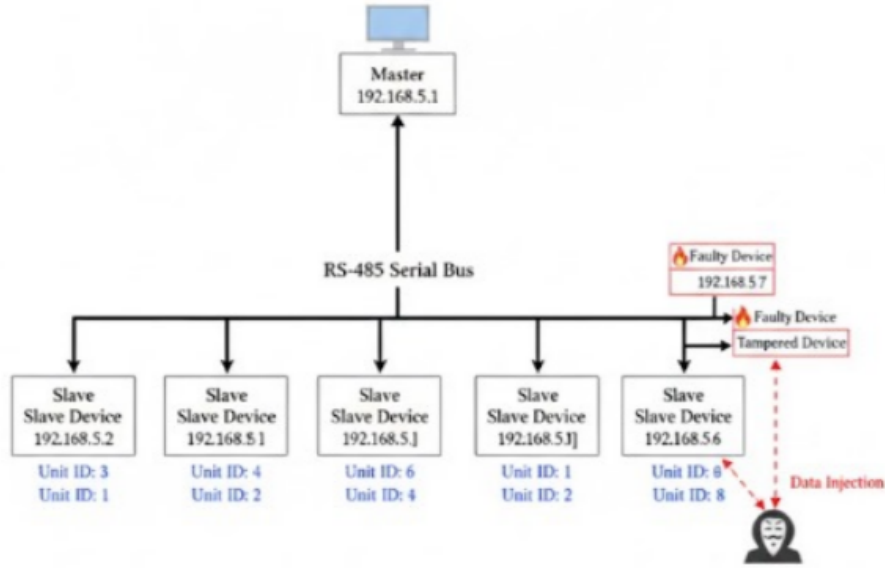 Master
192.168.5.1
RS-485 Serial Bus
Faulty Device
192.168.5.7
Faulty Device
Tampered Device
Slave
Slave Device
192.168.5.2
Unit ID: 3
Unit ID: 1
Slave
Slave Device
Unit ID: 4
Unit ID: 2
Slave
Slave Device
Unit ID: 6
Unit ID: 4
Slave
Slave Device
Unit ID: 1
Unit ID: 2
Slave
Slave Device
192.168.5.6
Unit ID:
Unit ID: 8
Data Injection